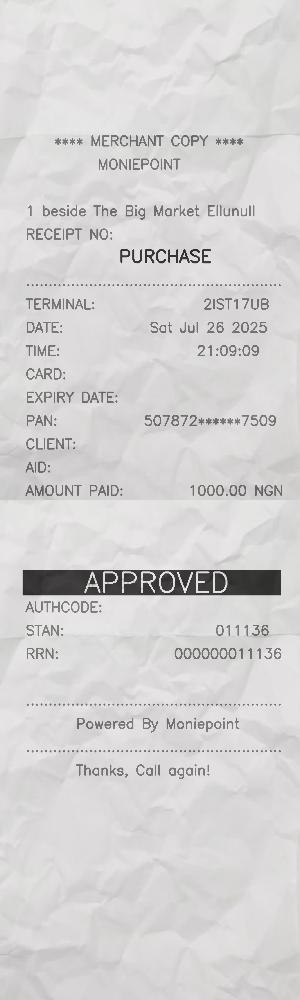 **** MERCHANT COPY ****
MONIEPOINT
1 beside The Big Market Ellunull
RECEIPT NO:
PURCHASE
TERMINAL: 2IST17UB
DATE: Sat Jul 26 2025
TIME: 21:09:09
CARD:
EXPIRY DATE:
PAN: 507872******7509
CLIENT:
AID:
AMOUNT PAID: 1000.00 NGN
APPROVED
AUTHCODE:
STAN: 011136
RRN: 000000011136
Powered By Moniepoint
Thanks, Call again!